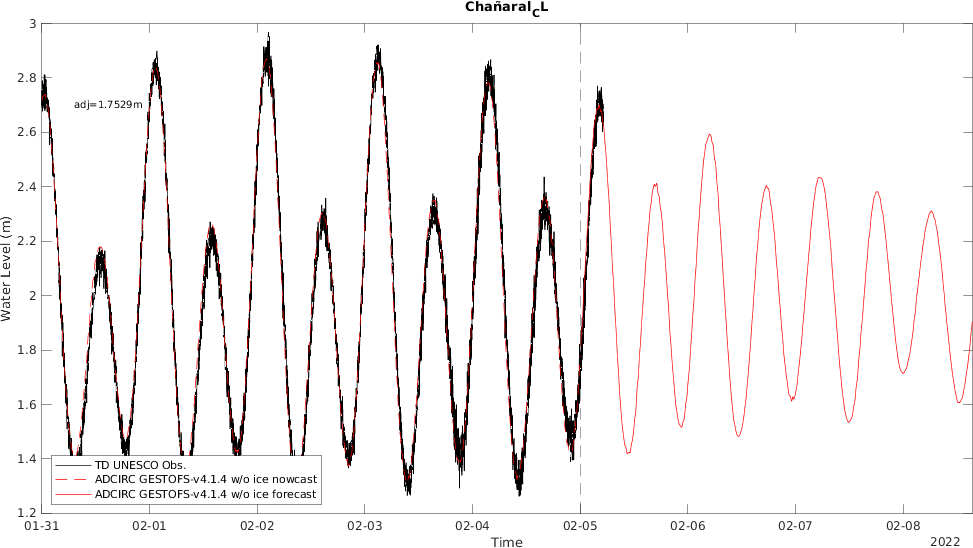 Chañaral_CL
adj=1.7529m
Water Level (m)
3
2.8
2.6
2.4
2.2
2
1.8
1.6
1.4
1.2
TD UNESCO Obs.
ADCIRC GESTOFS-v4.1.4 w/o ice nowcast
ADCIRC GESTOFS-v4.1.4 w/o ice forecast
01-31 02-01 02-02 02-03 02-04 02-05 02-06 02-07 02-08
Time
2022